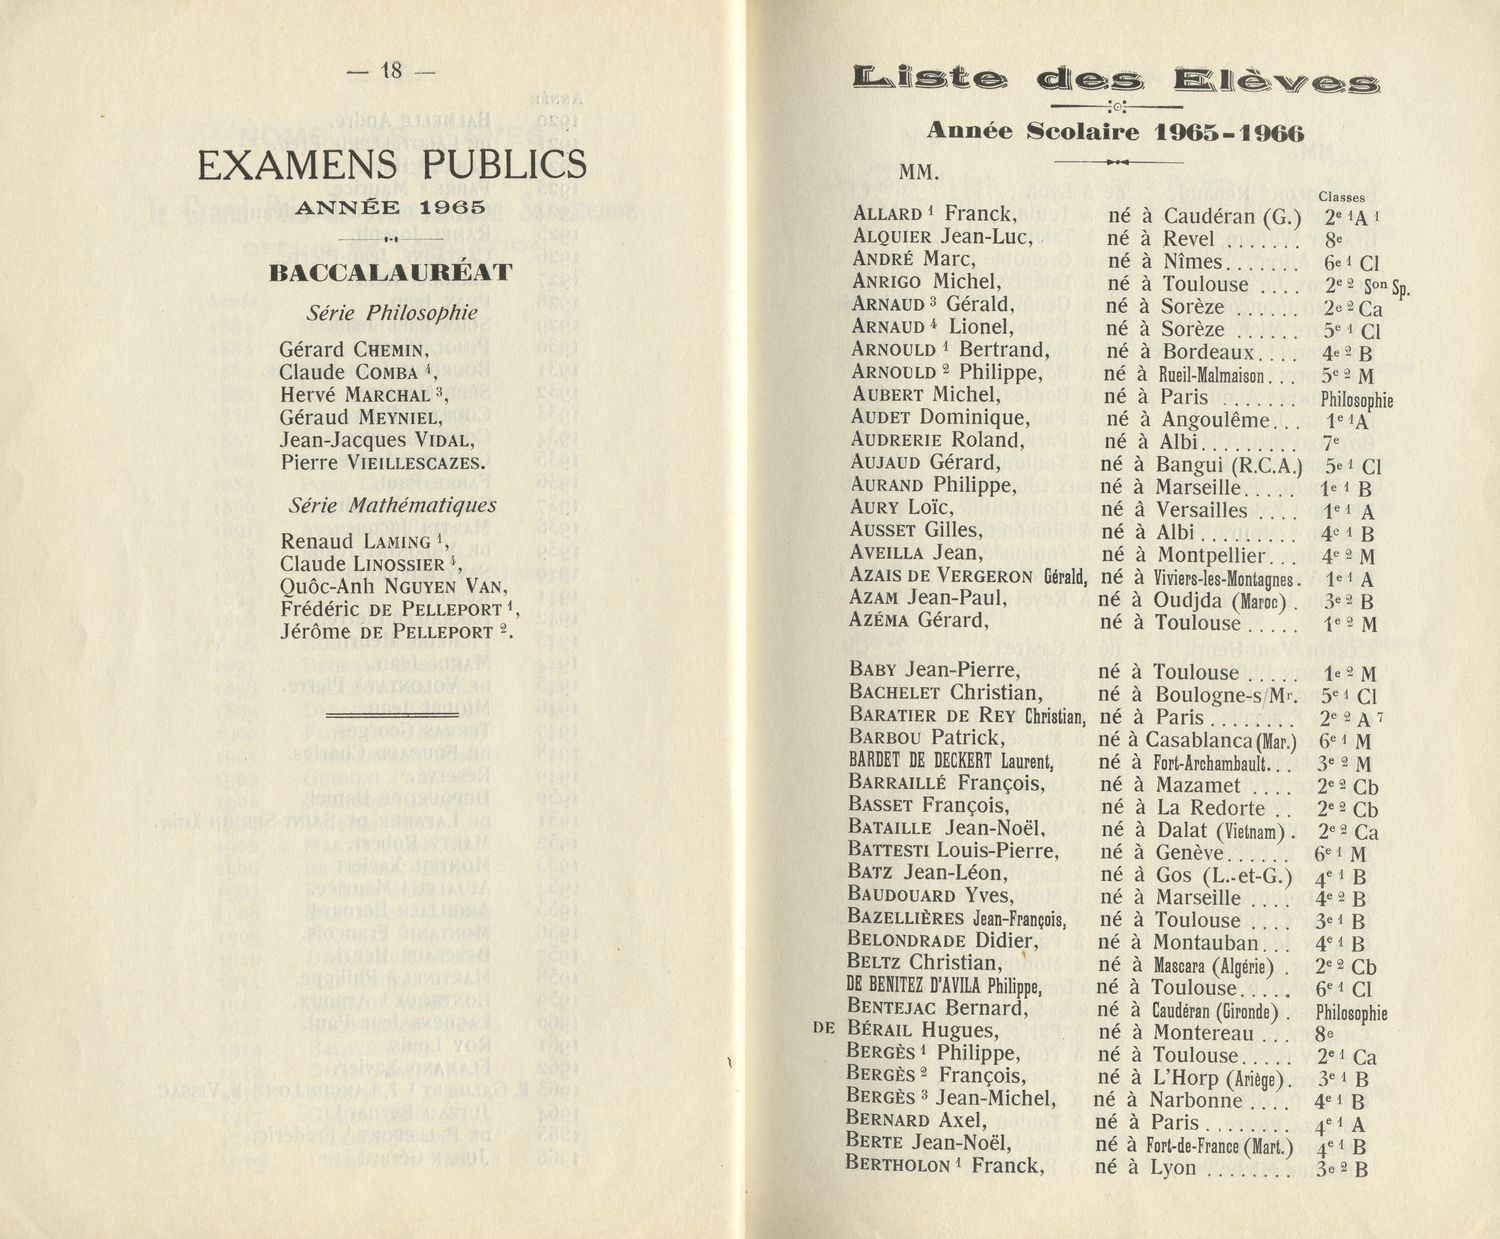 — 18 —
EXAMENS PUBLICS
ANNÉE 1965
BACCALAURÉAT
Série Philosophie
Gérard CHEMIN,
Claude COMBA 4,
Hervé MARCHAL 3,
Géraud MEYNIEL,
Jean-Jacques VIDAL,
Pierre VIEILLESCAZES.
Série Mathématiques
Renaud LAMING 1,
Claude LINOSSIER 4,
Quôc-Anh NGUYEN VAN,
Frédéric DE PELLEPORT 1,
Jérôme DE PELLEPORT 2.
Liste des Elèves
Année Scolaire 1965-1966
MM.
Classes
ALLARD 1 Franck, né à Caudéran (G.) 2e 1A 1
ALQUIER Jean-Luc, né à Revel ....... 8e
ANDRÉ Marc, né à Nîmes....... 6e 1 Cl
ANRIGO Michel, né à Toulouse .... 2e 2 Son Sp.
ARNAUD 3 Gérald, né à Sorèze ...... 2e 2 Ca
ARNAUD 4 Lionel, né à Sorèze ...... 5e 1 Cl
ARNOULD 1 Bertrand, né à Bordeaux.... 4e 2 B
ARNOULD 2 Philippe, né à Rueil-Malmaison... 5e 2 M
AUBERT Michel, né à Paris ....... Philosophie
AUDET Dominique, né à Angoulême... 1e 1A
AUDRERIE Roland, né à Albi......... 7e
AUJAUD Gérard, né à Bangui (R.C.A.) 5e 1 Cl
AURAND Philippe, né à Marseille..... 1e 1 B
AURY Loïc, né à Versailles .... 1e 1 A
AUSSET Gilles, né à Albi......... 4e 1 B
AVEILLA Jean, né à Montpellier... 4e 2 M
AZAIS DE VERGERON Gérald, né à Viviers-les-Montagnes. 1e 1 A
AZAM Jean-Paul, né à Oudjda (Maroc) . 3e 2 B
AZÉMA Gérard, né à Toulouse ..... 1e 2 M
BABY Jean-Pierre, né à Toulouse ..... 1e 2 M
BACHELET Christian, né à Boulogne-s/Mr. 5e 1 Cl
BARATIER DE REY Christian, né à Paris ........ 2e 2 A 7
BARBOU Patrick, né à Casablanca (Mar.) 6e 1 M
BARDET DE DECKERT Laurent, né à Fort-Archambault... 3e 2 M
BARRAILLÉ François, né à Mazamet .... 2e 2 Cb
BASSET François, né à La Redorte .. 2e 2 Cb
BATAILLE Jean-Noël, né à Dalat (Vietnam) . 2e 2 Ca
BATTESTI Louis-Pierre, né à Genève...... 6e 1 M
BATZ Jean-Léon, né à Gos (L.-et-G.) 4e 1 B
BAUDOUARD Yves, né à Marseille .... 4e 2 B
BAZELLIÈRES Jean-François, né à Toulouse .... 3e 1 B
BELONDRADE Didier, né à Montauban... 4e 1 B
BELTZ Christian, né à Mascara (Algérie) . 2e 2 Cb
DE BENITEZ D'AVILA Philippe, né à Toulouse..... 6e 1 Cl
BENTEJAC Bernard, né à Caudéran (Gironde) . Philosophie
DE BÉRAIL Hugues, né à Montereau ... 8e
BERGÈS 1 Philippe, né à Toulouse..... 2e 1 Ca
BERGÈS 2 François, né à L'Horp (Ariège). 3e 1 B
BERGÈS 3 Jean-Michel, né à Narbonne .... 4e 1 B
BERNARD Axel, né à Paris ........ 4e 1 A
BERTE Jean-Noël, né à Fort-de-France (Mart.) 4e 1 B
BERTHOLON 1 Franck, né à Lyon ........ 3e 2 B